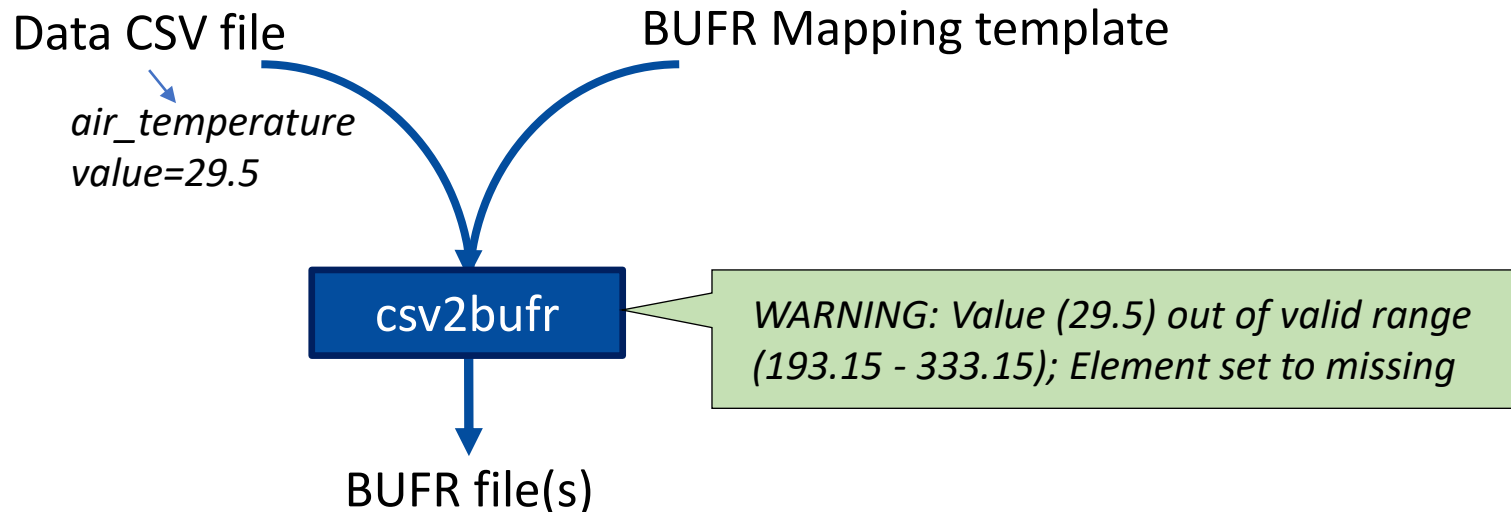 Data CSV file
BUFR Mapping template
air_temperature
value=29.5
csv2bufr
WARNING: Value (29.5) out of valid range
(193.15 - 333.15); Element set to missing
BUFR file(s)